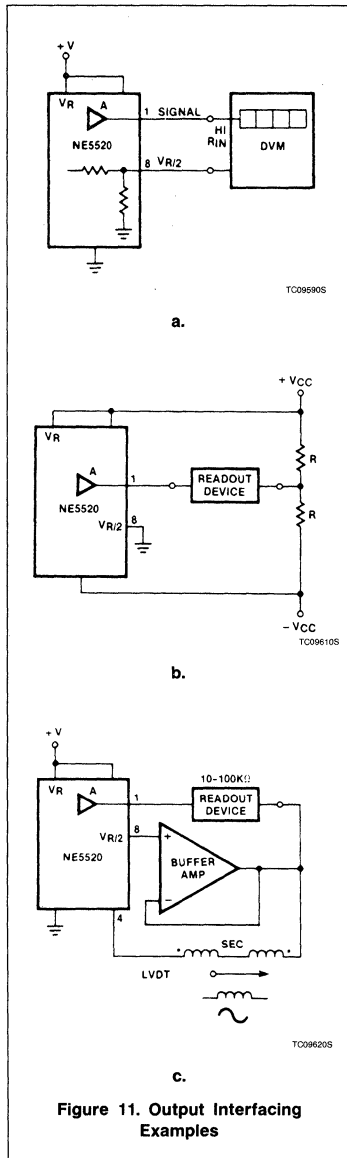 +V
VR
A
1
SIGNAL
NE5520
HI
RIN
DVM
8
VR/2
TC09590S
a.
+ VCC
VR
R
A
1
READOUT
DEVICE
NE5520
VR/2
8
R
− VCC
TC09610S
b.
+V
10-100KΩ
VR
A
1
READOUT
DEVICE
VR/2
8
+
NE5520
BUFFER
AMP
−
4
SEC
LVDT
TC09620S
c.
Figure 11. Output Interfacing
Examples